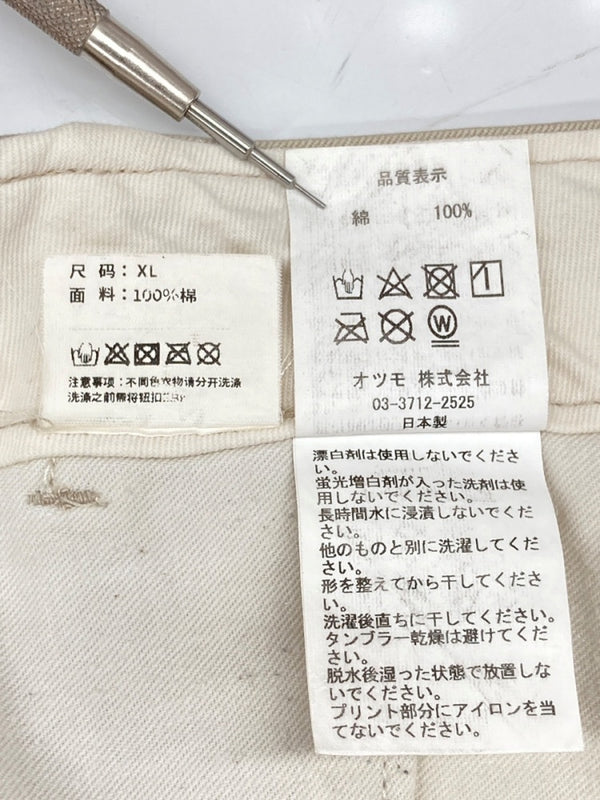 尺 码：XL
面 料：100%棉
注意事项：不同色衣物请分开洗涤
洗涤之前需将纽扣
品質表示
綿 100%
W
オツモ 株式会社
03-3712-2525
日本製
漂白剤は使用しないでくださ
い。
蛍光増白剤が入った洗剤は使
用しないでください。
長時間水に浸漬しないでくだ
さい。
他のものと別に洗濯してくだ
さい。
形を整えてから干してくださ
い。
洗濯後直ちに干してください。
タンブラー乾燥は避けてくだ
さい。
脱水後湿った状態で放置しな
いでください。
プリント部分にアイロンを当
てないでください。